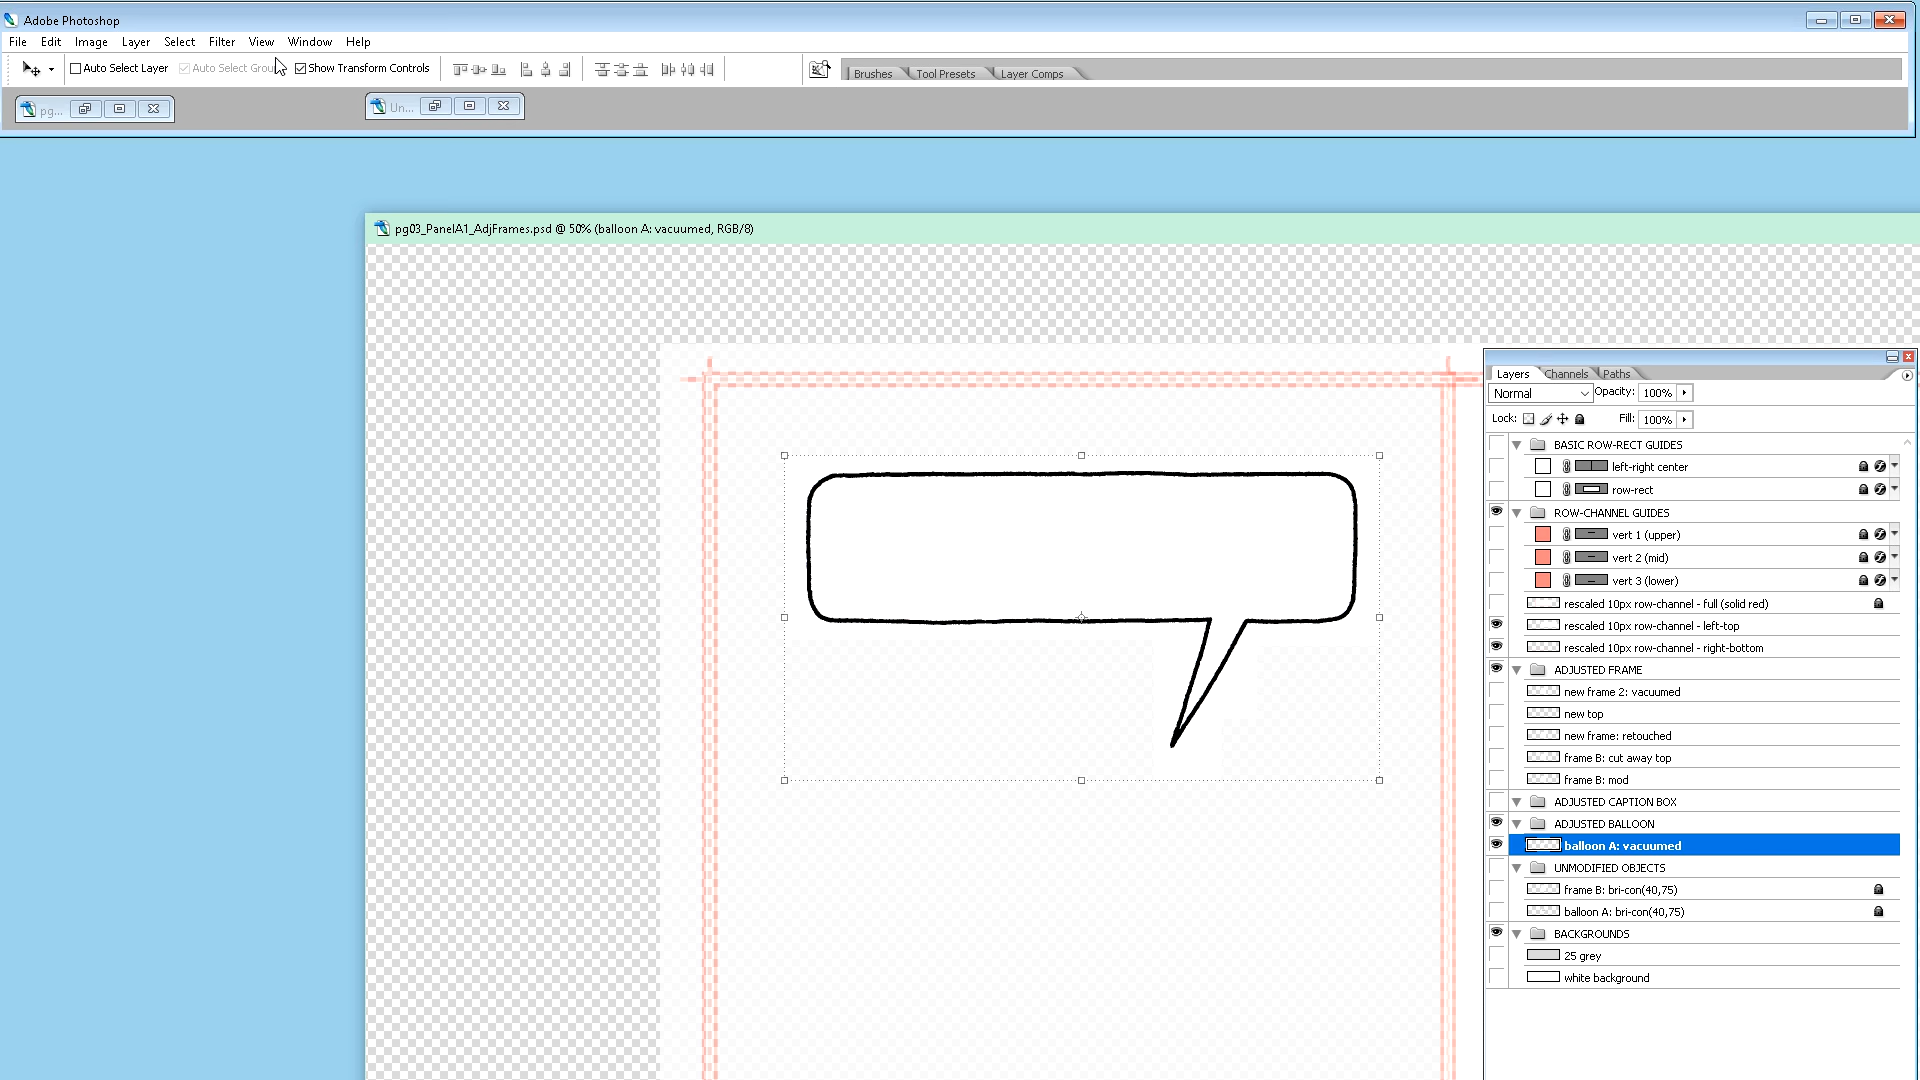 Adobe Photoshop
File Edit Image Layer Select Filter View Window Help
Auto Select Layer Auto Select Show Transform Controls Brushes Tool Presets Layer Comps
pg... Un...
pg03_PanelA1_AdjFrames.psd @ 50% (balloon A: vacuumed, RGB/8)
Layers Channels Paths
Normal Opacity: 100%
Lock: Fill: 100%
BASIC ROW-RECT GUIDES
left-right center
row-rect
ROW-CHANNEL GUIDES
vert 1 (upper)
vert 2 (mid)
vert 3 (lower)
rescaled 10px row-channel - full (solid red)
rescaled 10px row-channel - left-top
rescaled 10px row-channel - right-bottom
ADJUSTED FRAME
new frame 2: vacuumed
new top
new frame: retouched
frame B: cut away top
frame B: mod
ADJUSTED CAPTION BOX
ADJUSTED BALLOON
balloon A: vacuumed
UNMODIFIED OBJECTS
frame B: bri-con(40,75)
balloon A: bri-con(40,75)
BACKGROUNDS
25 grey
white background